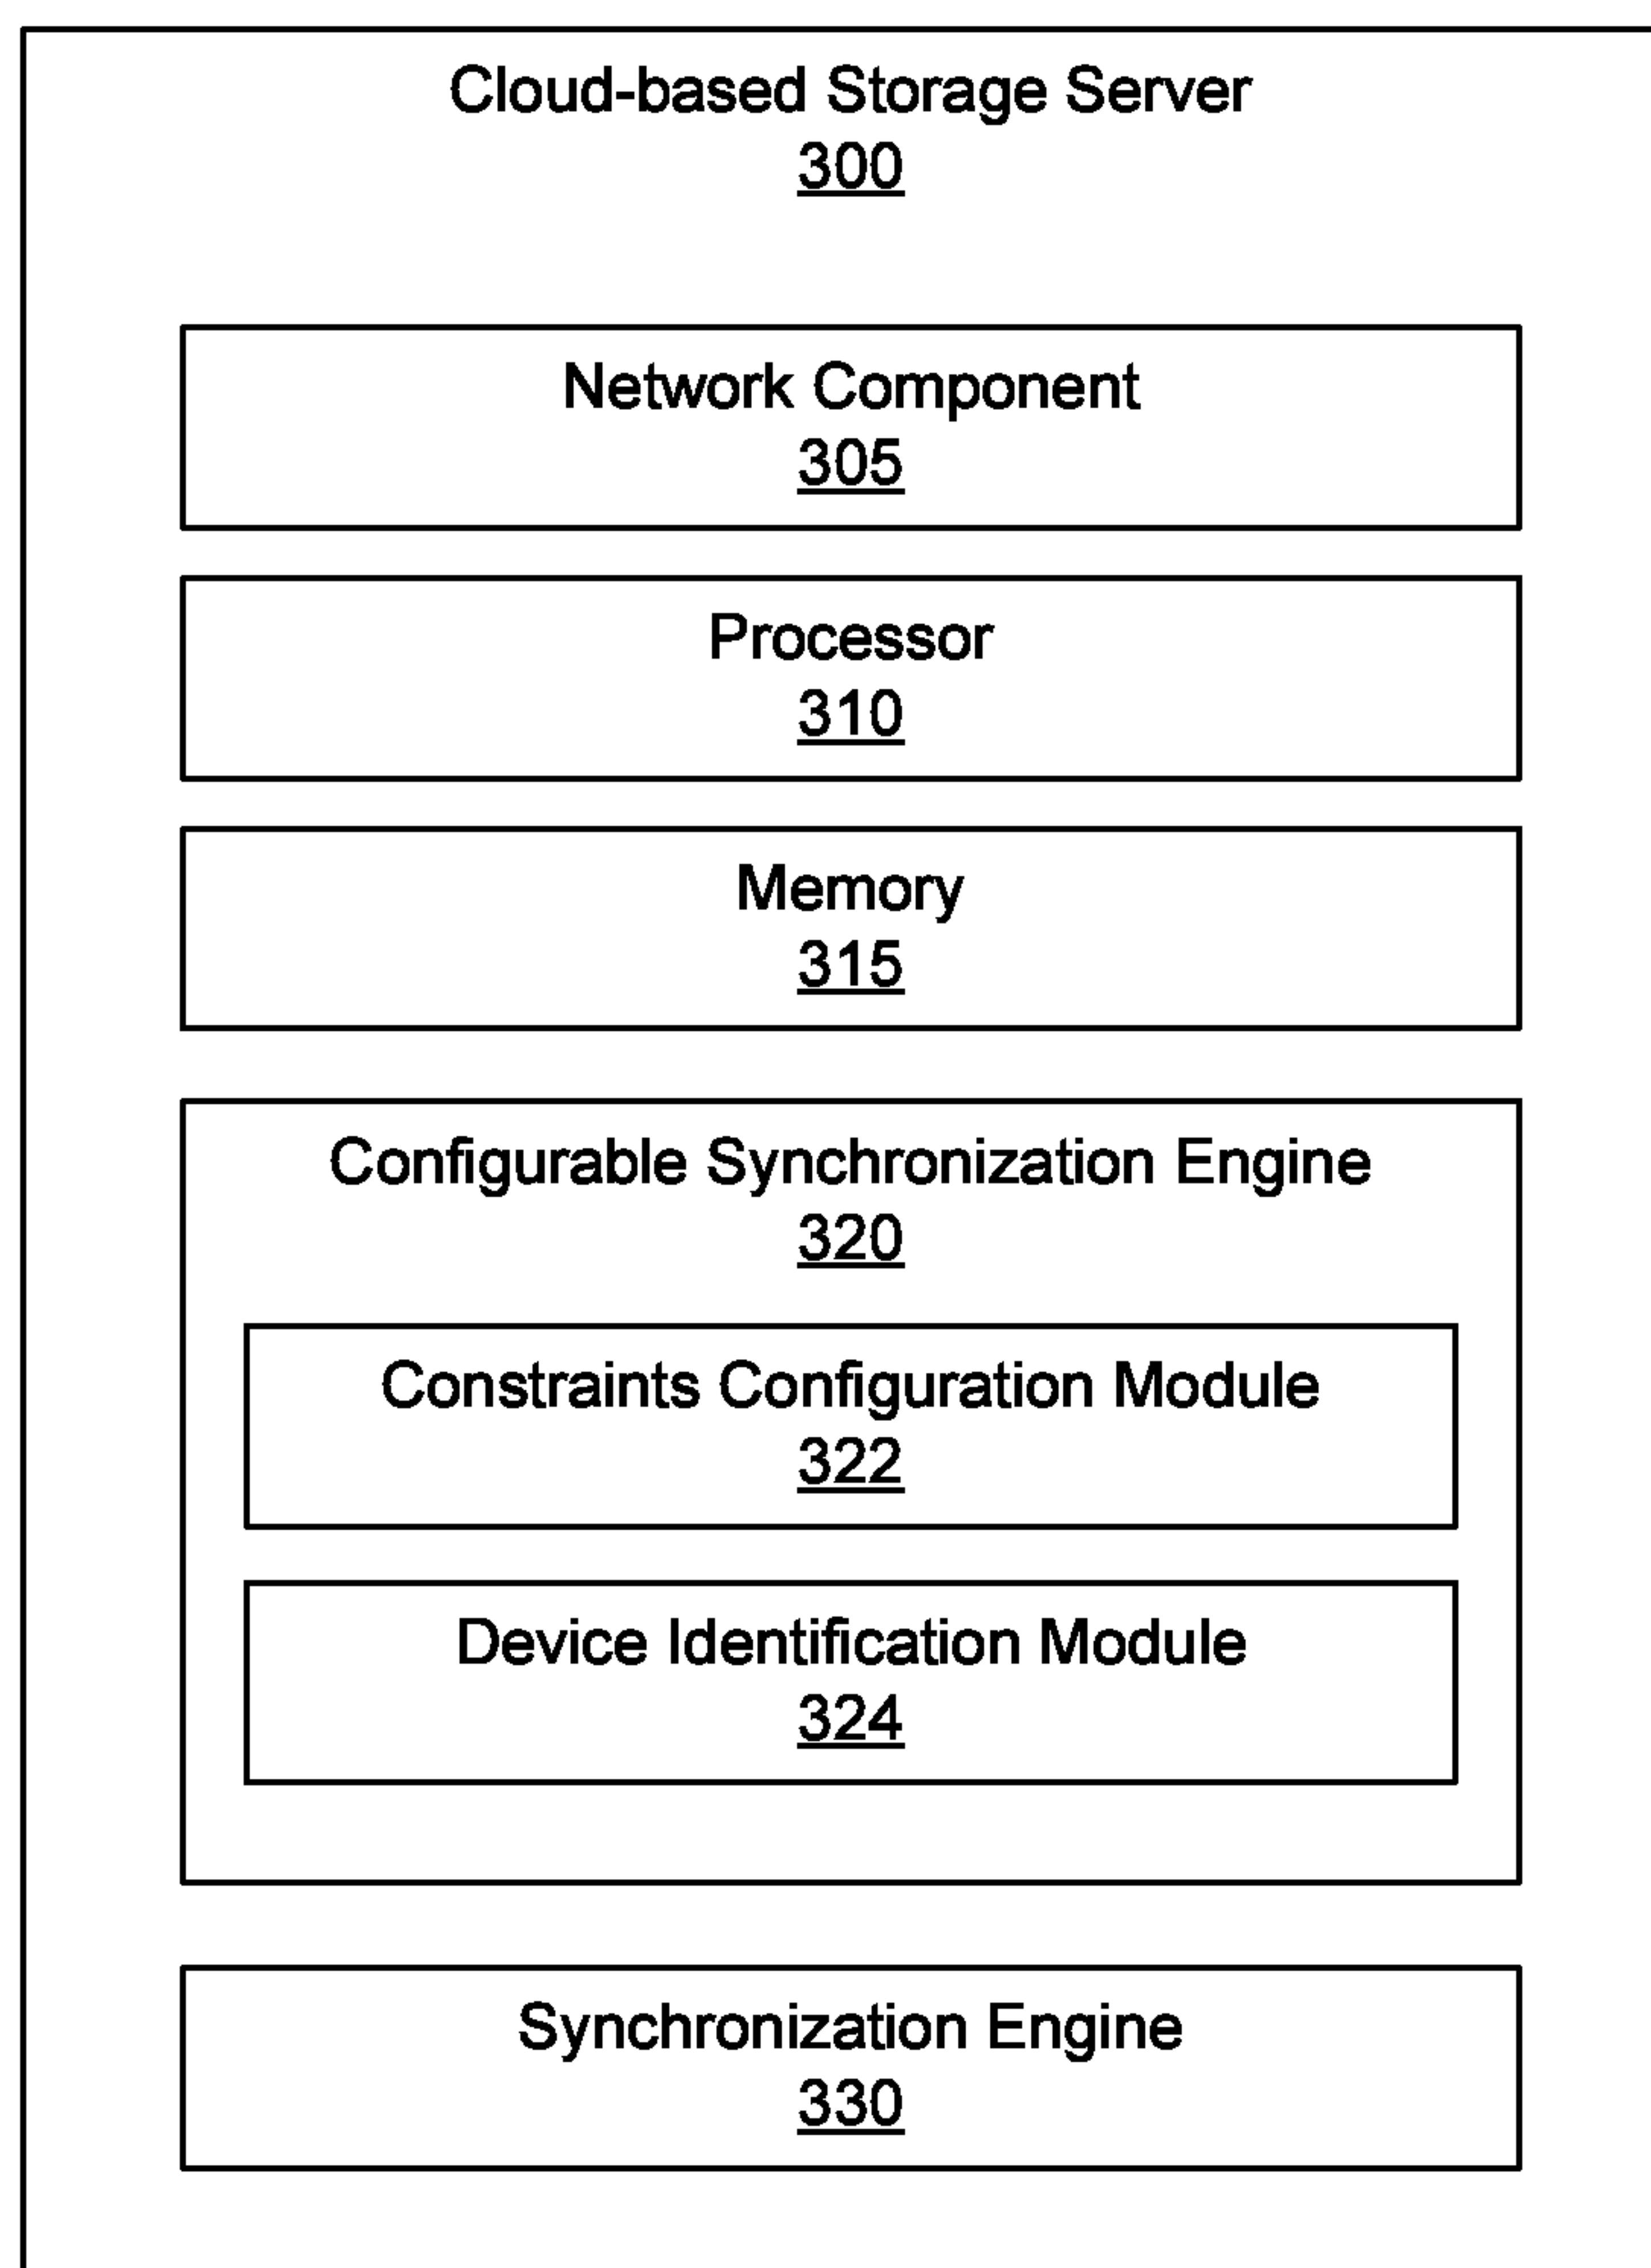 Cloud-based Storage Server
300
Network Component
305
Processor
310
Memory
315
Configurable Synchronization Engine
320
Constraints Configuration Module
322
Device Identification Module
324
Synchronization Engine
330